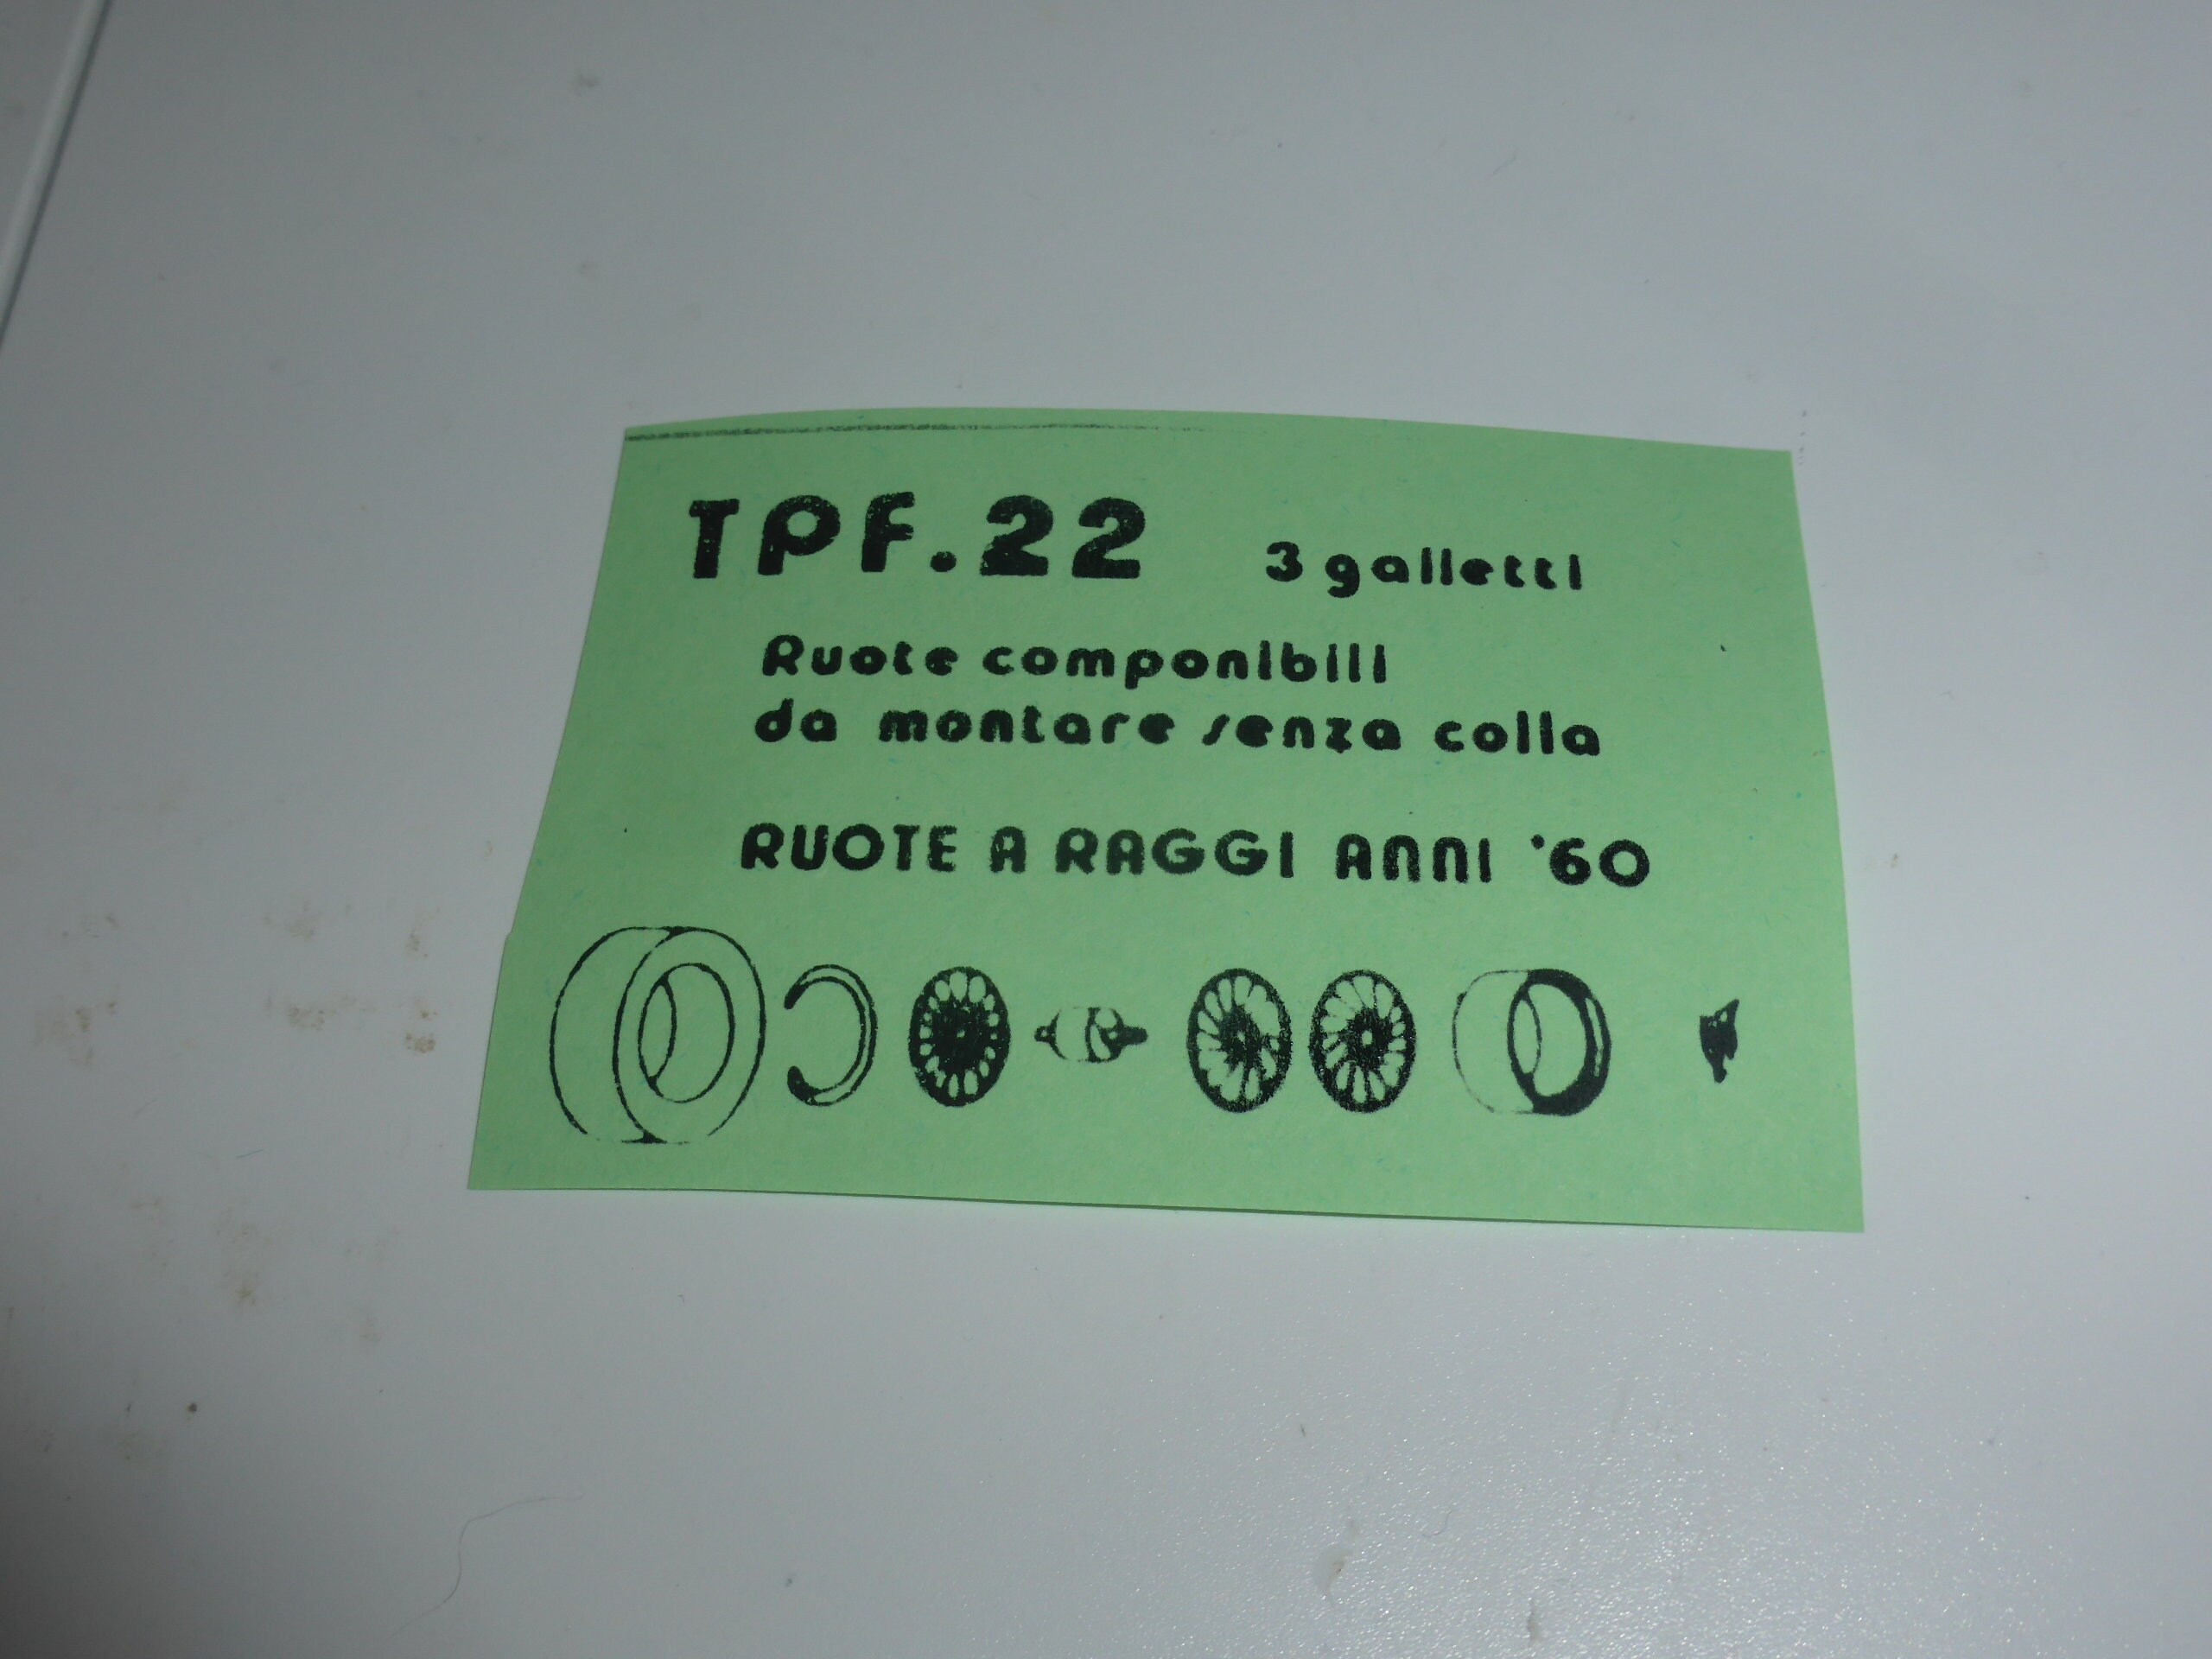 TPF.22 3 galletti
Ruote componibili
da montare senza colla
RUOTE A RAGGI ANNI '60